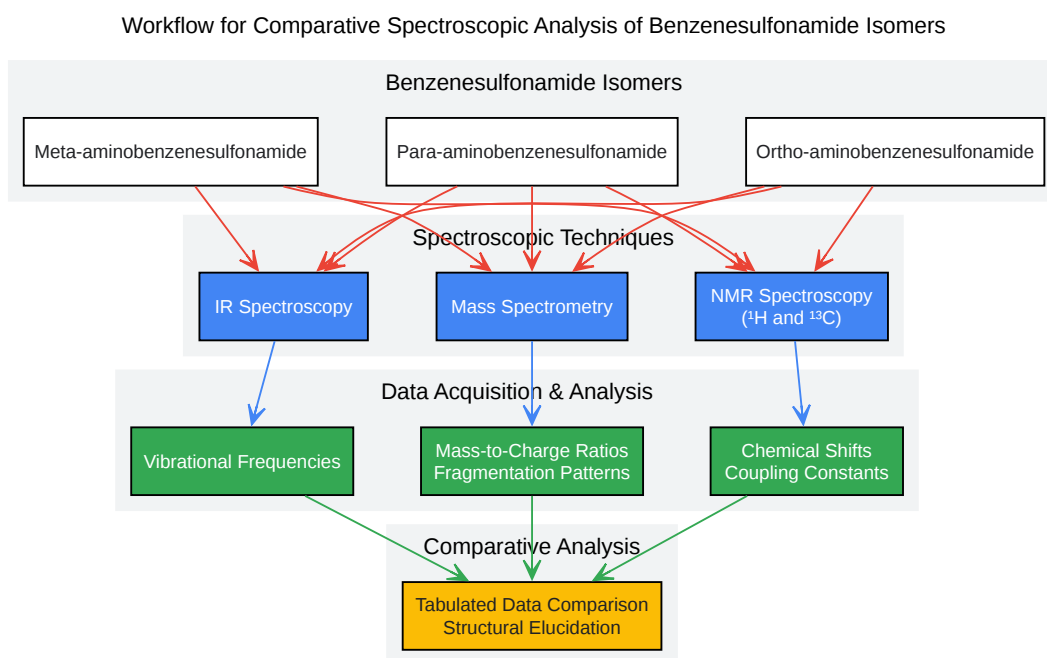 Workflow for Comparative Spectroscopic Analysis of Benzenesulfonamide Isomers
Benzenesulfonamide Isomers
Meta-aminobenzenesulfonamide
Para-aminobenzenesulfonamide
Ortho-aminobenzenesulfonamide
Spectroscopic Techniques
IR Spectroscopy
Mass Spectrometry
NMR Spectroscopy
(¹H and ¹³C)
Data Acquisition & Analysis
Vibrational Frequencies
Mass-to-Charge Ratios
Fragmentation Patterns
Chemical Shifts
Coupling Constants
Comparative Analysis
Tabulated Data Comparison
Structural Elucidation